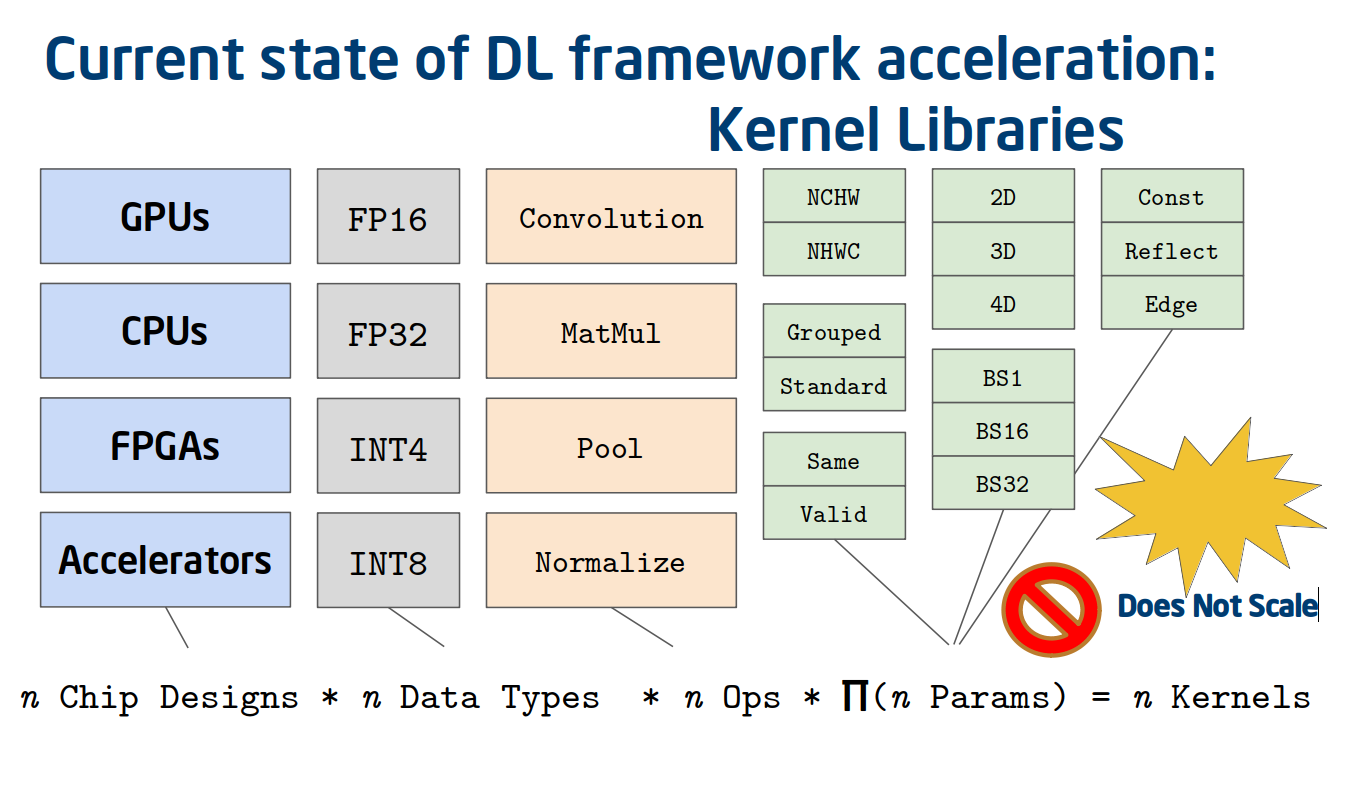 Current state of DL framework acceleration:
Kernel Libraries
GPUs
CPUs
FPGAs
Accelerators
FP16
FP32
INT4
INT8
Convolution
MatMul
Pool
Normalize
NCHW
NHWC
Grouped
Standard
Same
Valid
2D
3D
4D
BS1
BS16
BS32
Const
Reflect
Edge
Does Not Scale
n Chip Designs * n Data Types * n Ops * Π(n Params) = n Kernels